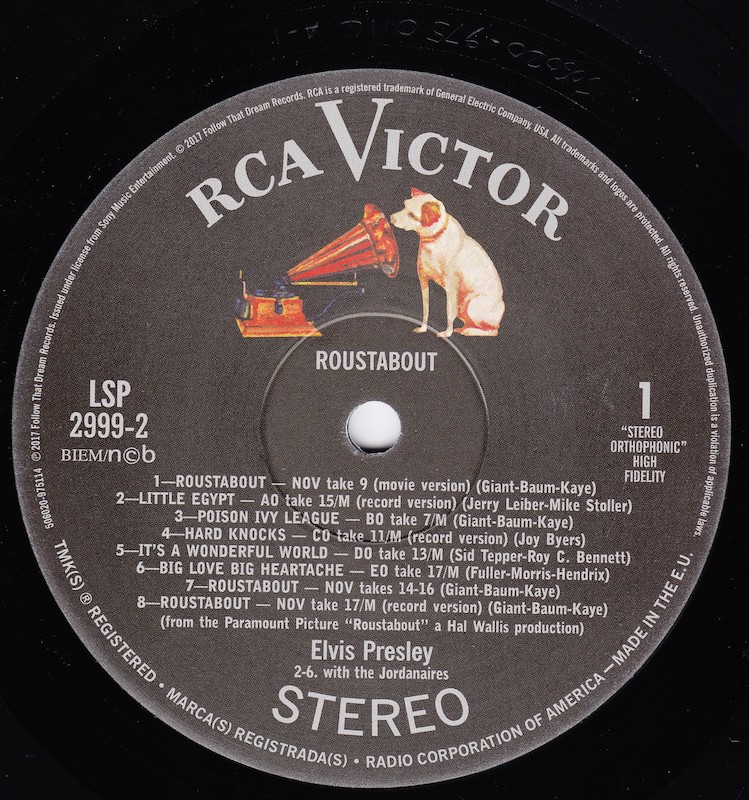 506020-975 0116 A-1
506020-975114 © 2017 Follow That Dream Records. Issued under license from Sony Music Entertainment. © 2017 Follow That Dream Records. RCA is a registered trademark of General Electric Company, USA. All trademarks and logos are protected. All rights reserved. Unauthorized duplication is a violation of applicable laws.
RCA VICTOR
ROUSTABOUT
LSP
2999-2
BIEM/n©b
1
"STEREO
ORTHOPHONIC"
HIGH
FIDELITY
1—ROUSTABOUT — NOV take 9 (movie version) (Giant-Baum-Kaye)
2—LITTLE EGYPT — AO take 15/M (record version) (Jerry Leiber-Mike Stoller)
3—POISON IVY LEAGUE — BO take 7/M (Giant-Baum-Kaye)
4—HARD KNOCKS — CO take 11/M (record version) (Joy Byers)
5—IT'S A WONDERFUL WORLD — DO take 13/M (Sid Tepper-Roy C. Bennett)
6—BIG LOVE BIG HEARTACHE — EO take 17/M (Fuller-Morris-Hendrix)
7—ROUSTABOUT — NOV takes 14-16 (Giant-Baum-Kaye)
8—ROUSTABOUT — NOV take 17/M (record version) (Giant-Baum-Kaye)
(from the Paramount Picture "Roustabout" a Hal Wallis production)
Elvis Presley
2-6. with the Jordanaires
STEREO
TMK(S) ® REGISTERED • MARCA(S) REGISTRADA(S) • RADIO CORPORATION OF AMERICA — MADE IN THE E.U.